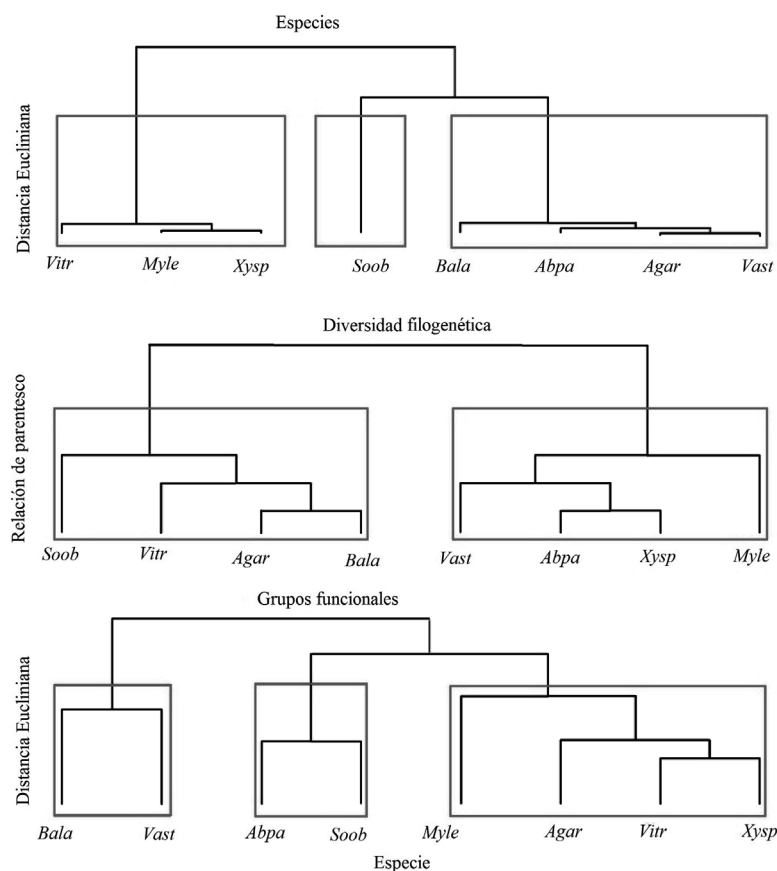 Especies
Distancia Eucliniana
Vitr Myle Xysp Soob Bala Abpa Agar Vast
Diversidad filogenética
Relación de parentesco
Soob Vitr Agar Bala Vast Abpa Xysp Myle
Grupos funcionales
Distancia Eucliniana
Bala Vast Abpa Soob Myle Agar Vitr Xysp
Especie